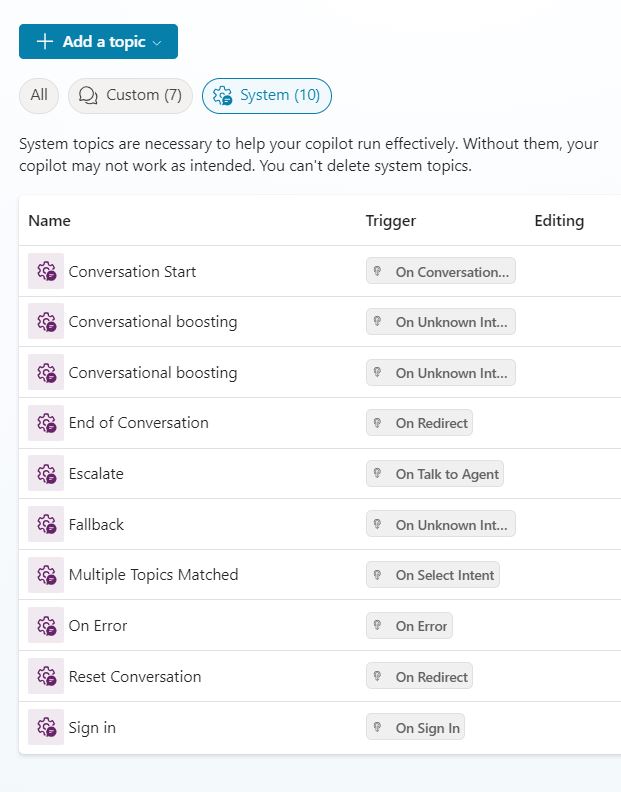 Add a topic
All Custom (7) System (10)
System topics are necessary to help your copilot run effectively. Without them, your
copilot may not work as intended. You can't delete system topics.
Name Trigger Editing
Conversation Start On Conversation...
Conversational boosting On Unknown Int...
Conversational boosting On Unknown Int...
End of Conversation On Redirect
Escalate On Talk to Agent
Fallback On Unknown Int...
Multiple Topics Matched On Select Intent
On Error On Error
Reset Conversation On Redirect
Sign in On Sign In